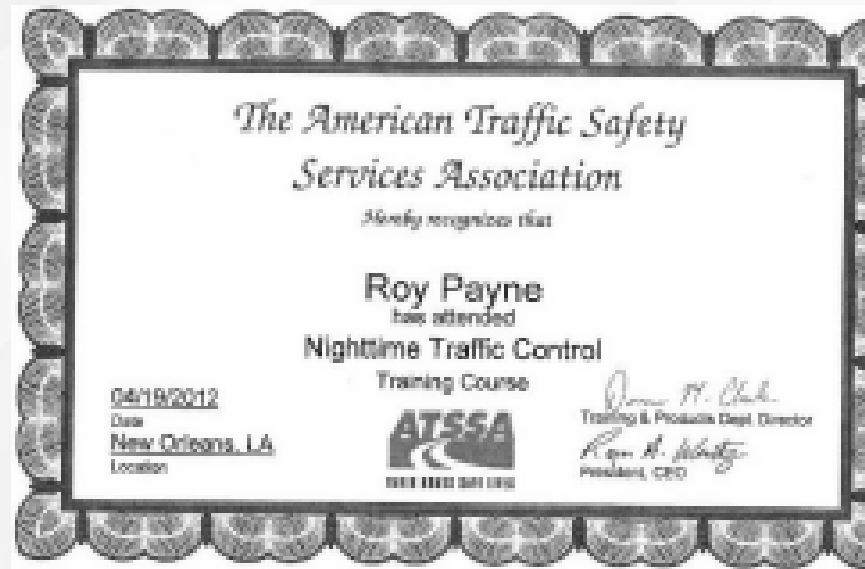 The American Traffic Safety
Services Association
Hereby recognizes that
Roy Payne
has attended
Nighttime Traffic Control
Training Course
04/19/2012
Date
New Orleans, LA
Location
ATSSA
Training & Products Dept. Director
President, CEO